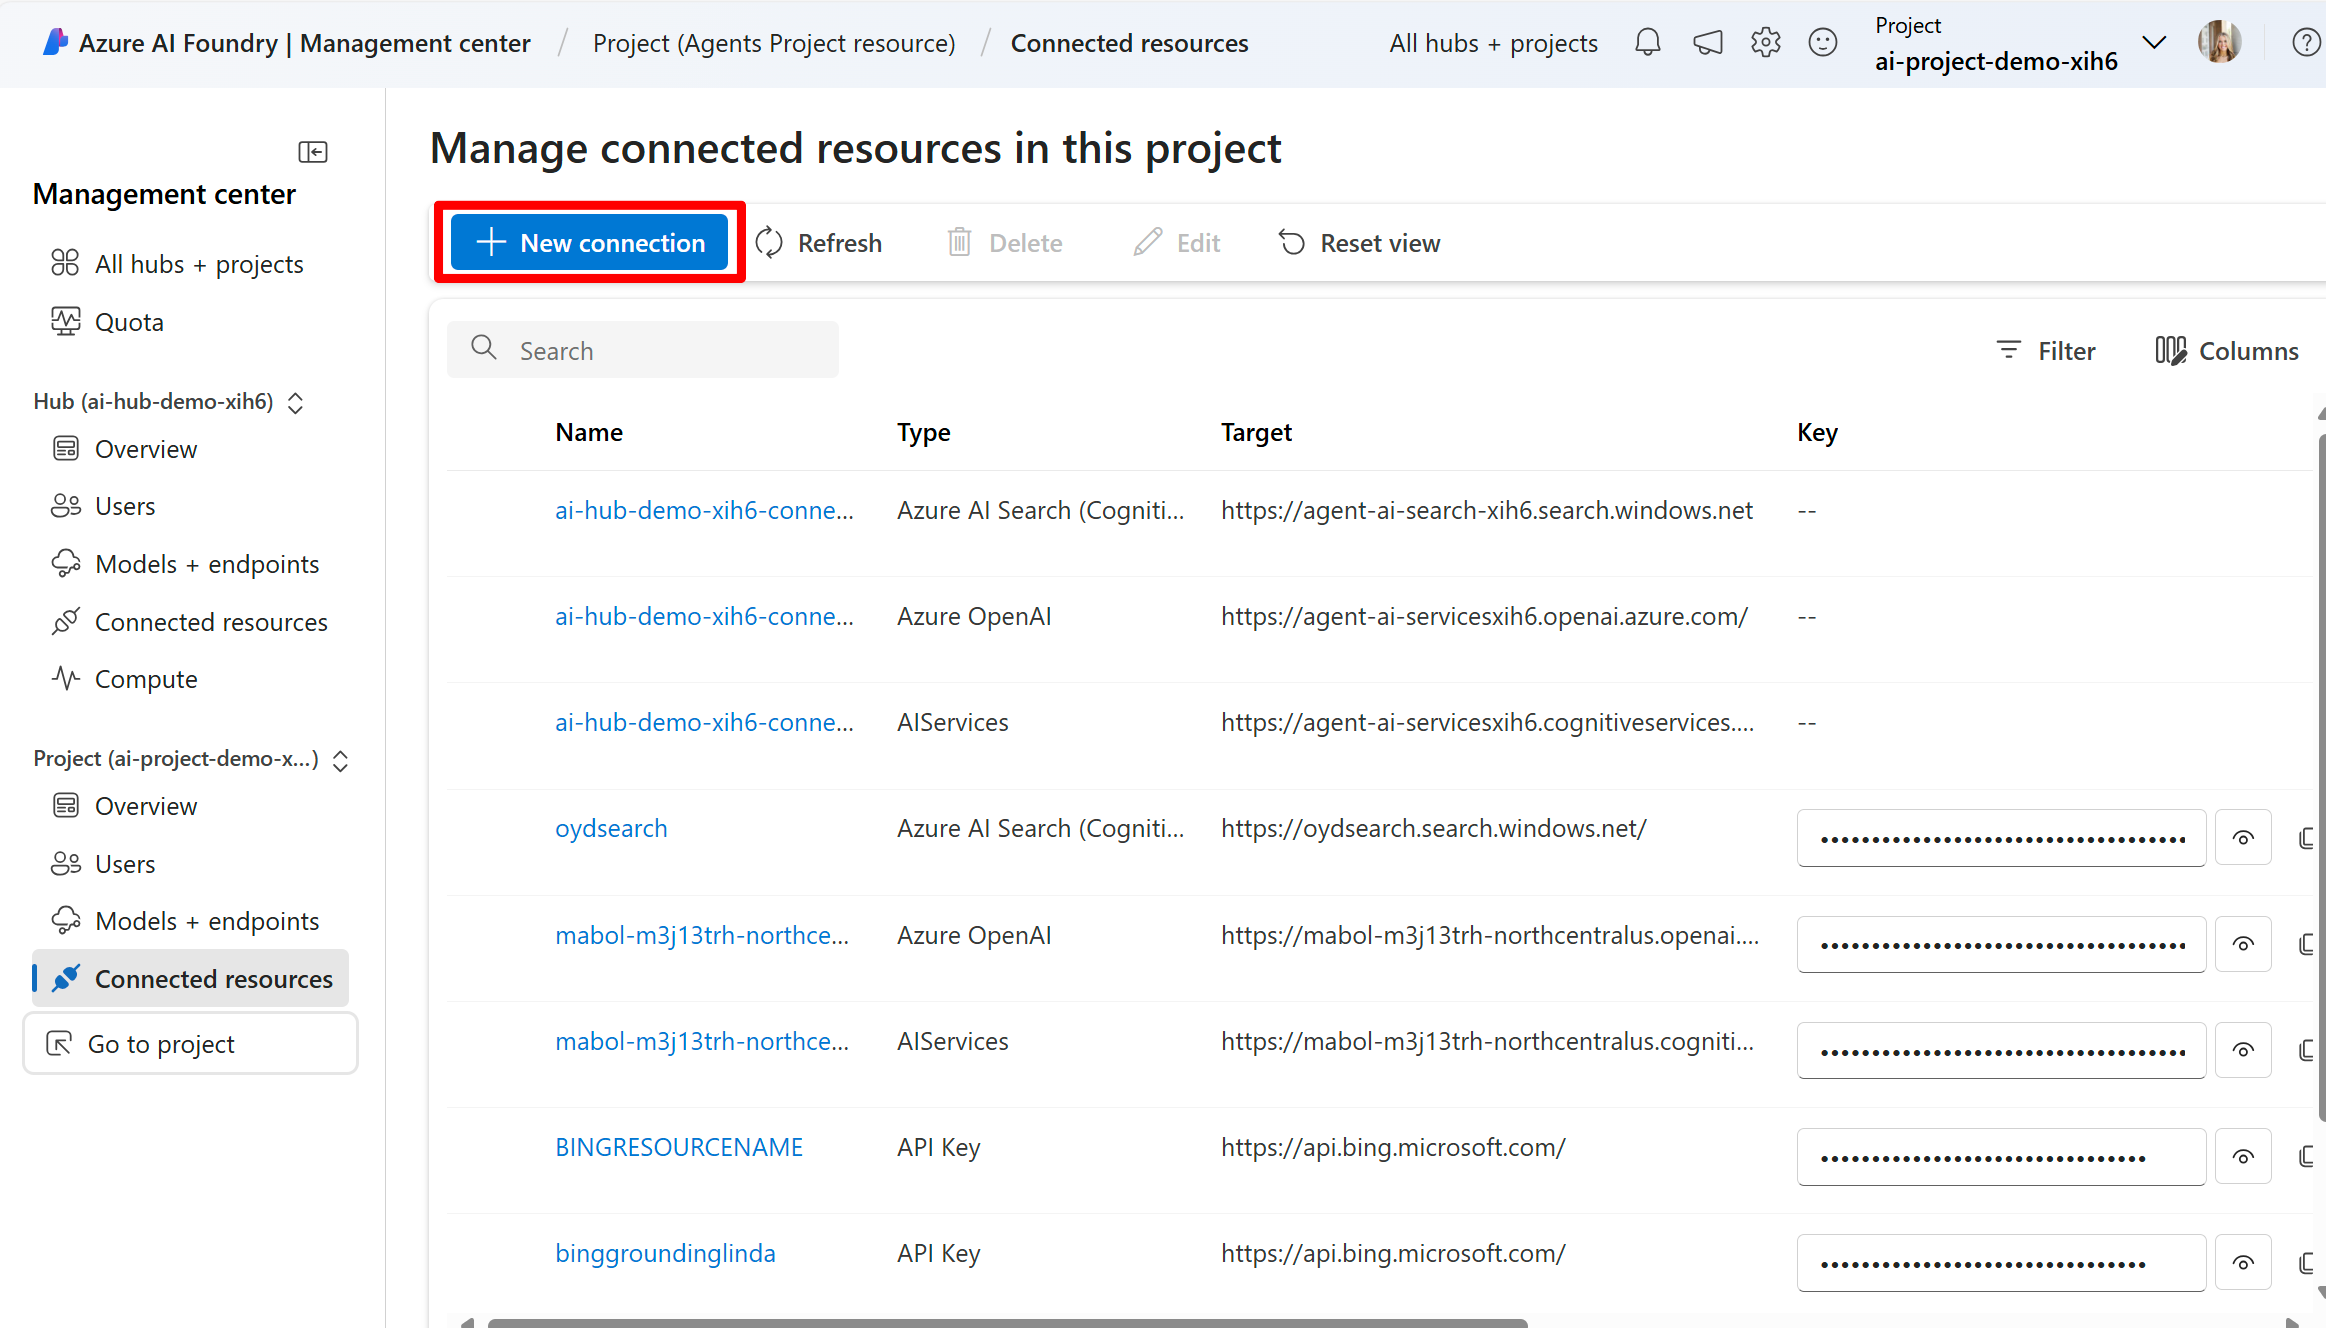 Azure AI Foundry | Management center / Project (Agents Project resource) / Connected resources
All hubs + projects
Project
ai-project-demo-xih6
Management center
All hubs + projects
Quota
Hub (ai-hub-demo-xih6)
Overview
Users
Models + endpoints
Connected resources
Compute
Project (ai-project-demo-x...)
Overview
Users
Models + endpoints
Connected resources
Go to project
Manage connected resources in this project
New connection Refresh Delete Edit Reset view
Search Filter Columns
Name Type Target Key
ai-hub-demo-xih6-conne... Azure AI Search (Cogniti... https://agent-ai-search-xih6.search.windows.net --
ai-hub-demo-xih6-conne... Azure OpenAI https://agent-ai-servicesxih6.openai.azure.com/ --
ai-hub-demo-xih6-conne... AIServices https://agent-ai-servicesxih6.cognitiveservices.... --
oydsearch Azure AI Search (Cogniti... https://oydsearch.search.windows.net/
mabol-m3j13trh-northce... Azure OpenAI https://mabol-m3j13trh-northcentralus.openai....
mabol-m3j13trh-northce... AIServices https://mabol-m3j13trh-northcentralus.cogniti...
BINGRESOURCENAME API Key https://api.bing.microsoft.com/
binggroundinglinda API Key https://api.bing.microsoft.com/